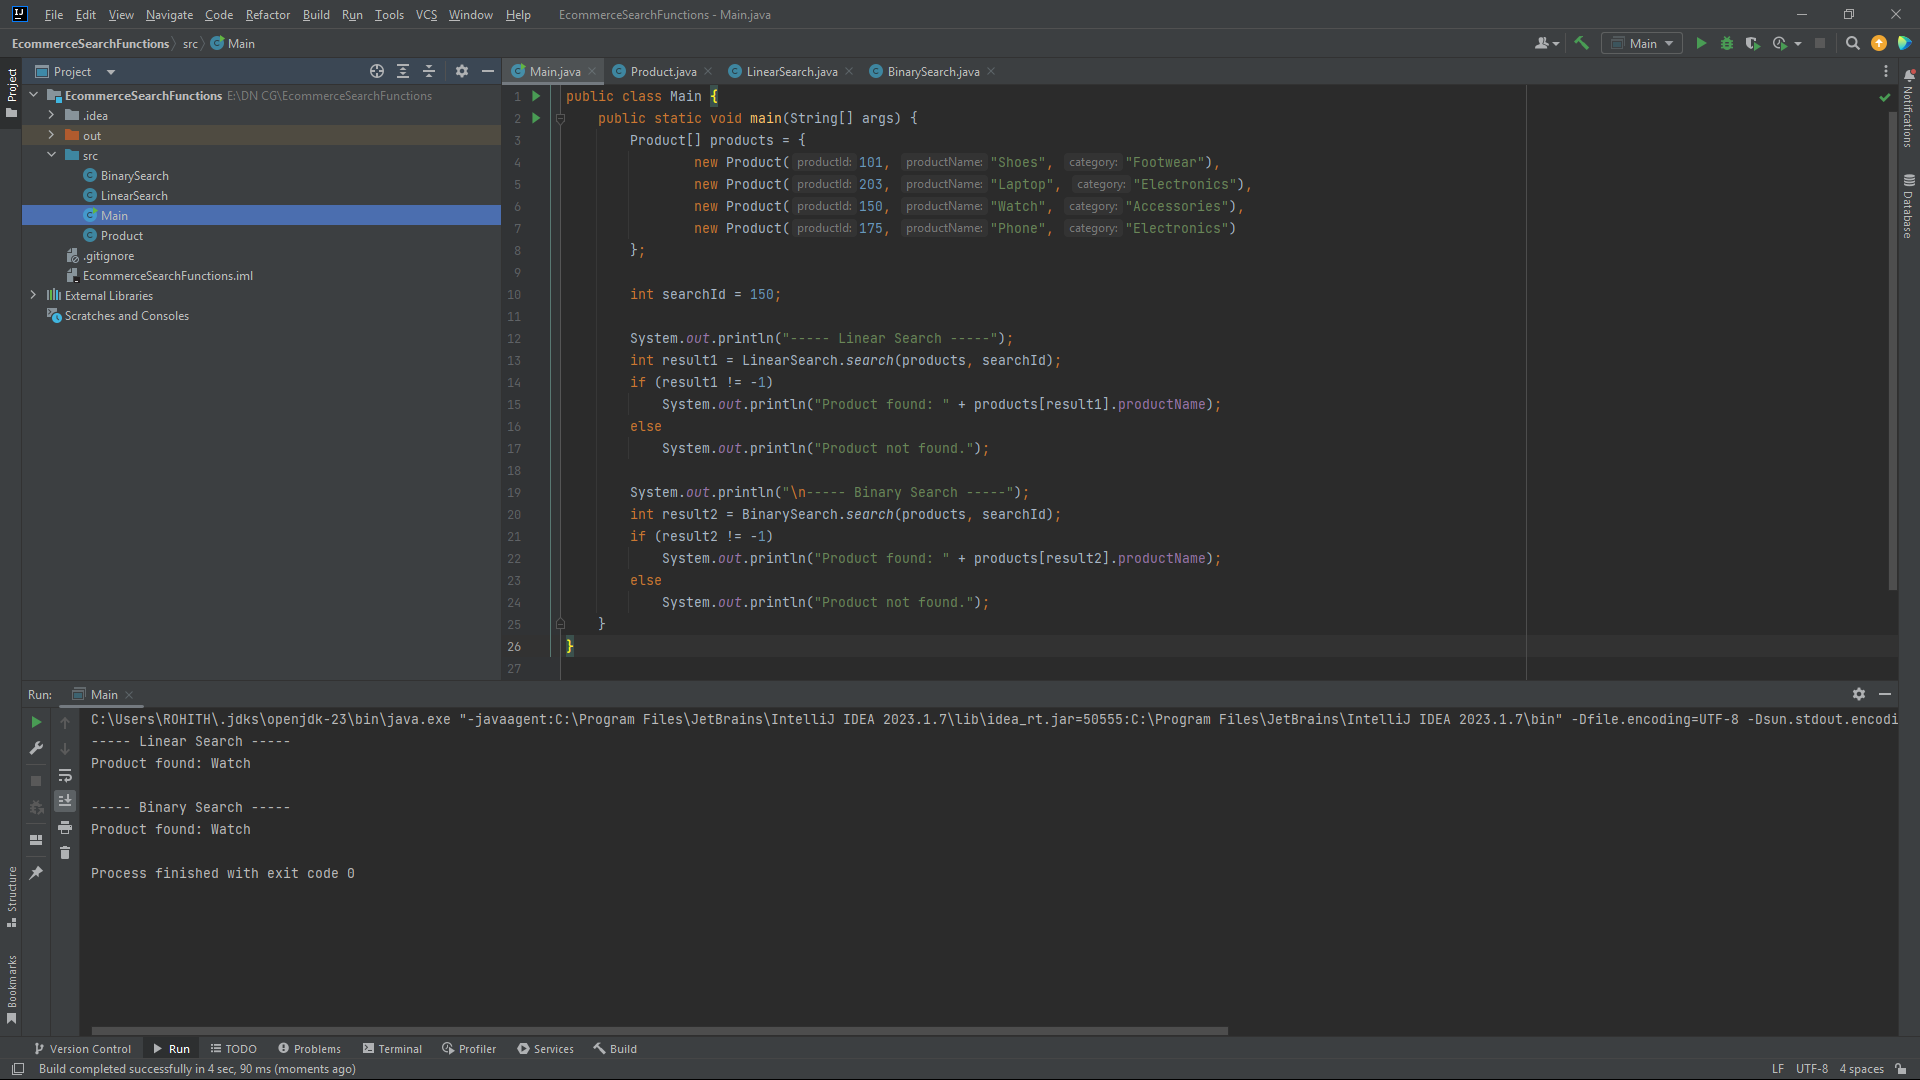 File Edit View Navigate Code Refactor Build Run Tools VCS Window Help EcommerceSearchFunctions - Main.java
EcommerceSearchFunctions src Main
Main
Project
Project
Main.java Product.java LinearSearch.java BinarySearch.java
EcommerceSearchFunctions E:\DN CG\EcommerceSearchFunctions
.idea
out
src
BinarySearch
LinearSearch
Main
Product
.gitignore
EcommerceSearchFunctions.iml
External Libraries
Scratches and Consoles
1 public class Main {
2 public static void main(String[] args) {
3 Product[] products = {
4 new Product( productId: 101, productName: "Shoes", category: "Footwear"),
5 new Product( productId: 203, productName: "Laptop", category: "Electronics"),
6 new Product( productId: 150, productName: "Watch", category: "Accessories"),
7 new Product( productId: 175, productName: "Phone", category: "Electronics")
8 };
9
10 int searchId = 150;
11
12 System.out.println("----- Linear Search -----");
13 int result1 = LinearSearch.search(products, searchId);
14 if (result1 != -1)
15 System.out.println("Product found: " + products[result1].productName);
16 else
17 System.out.println("Product not found.");
18
19 System.out.println("\n----- Binary Search -----");
20 int result2 = BinarySearch.search(products, searchId);
21 if (result2 != -1)
22 System.out.println("Product found: " + products[result2].productName);
23 else
24 System.out.println("Product not found.");
25 }
26 }
27
Notifications
Database
Run: Main
C:\Users\ROHITH\.jdks\openjdk-23\bin\java.exe "-javaagent:C:\Program Files\JetBrains\IntelliJ IDEA 2023.1.7\lib\idea_rt.jar=50555:C:\Program Files\JetBrains\IntelliJ IDEA 2023.1.7\bin" -Dfile.encoding=UTF-8 -Dsun.stdout.encodi
----- Linear Search -----
Product found: Watch
----- Binary Search -----
Product found: Watch
Process finished with exit code 0
Structure
Bookmarks
Version Control Run TODO Problems Terminal Profiler Services Build
Build completed successfully in 4 sec, 90 ms (moments ago) LF UTF-8 4 spaces